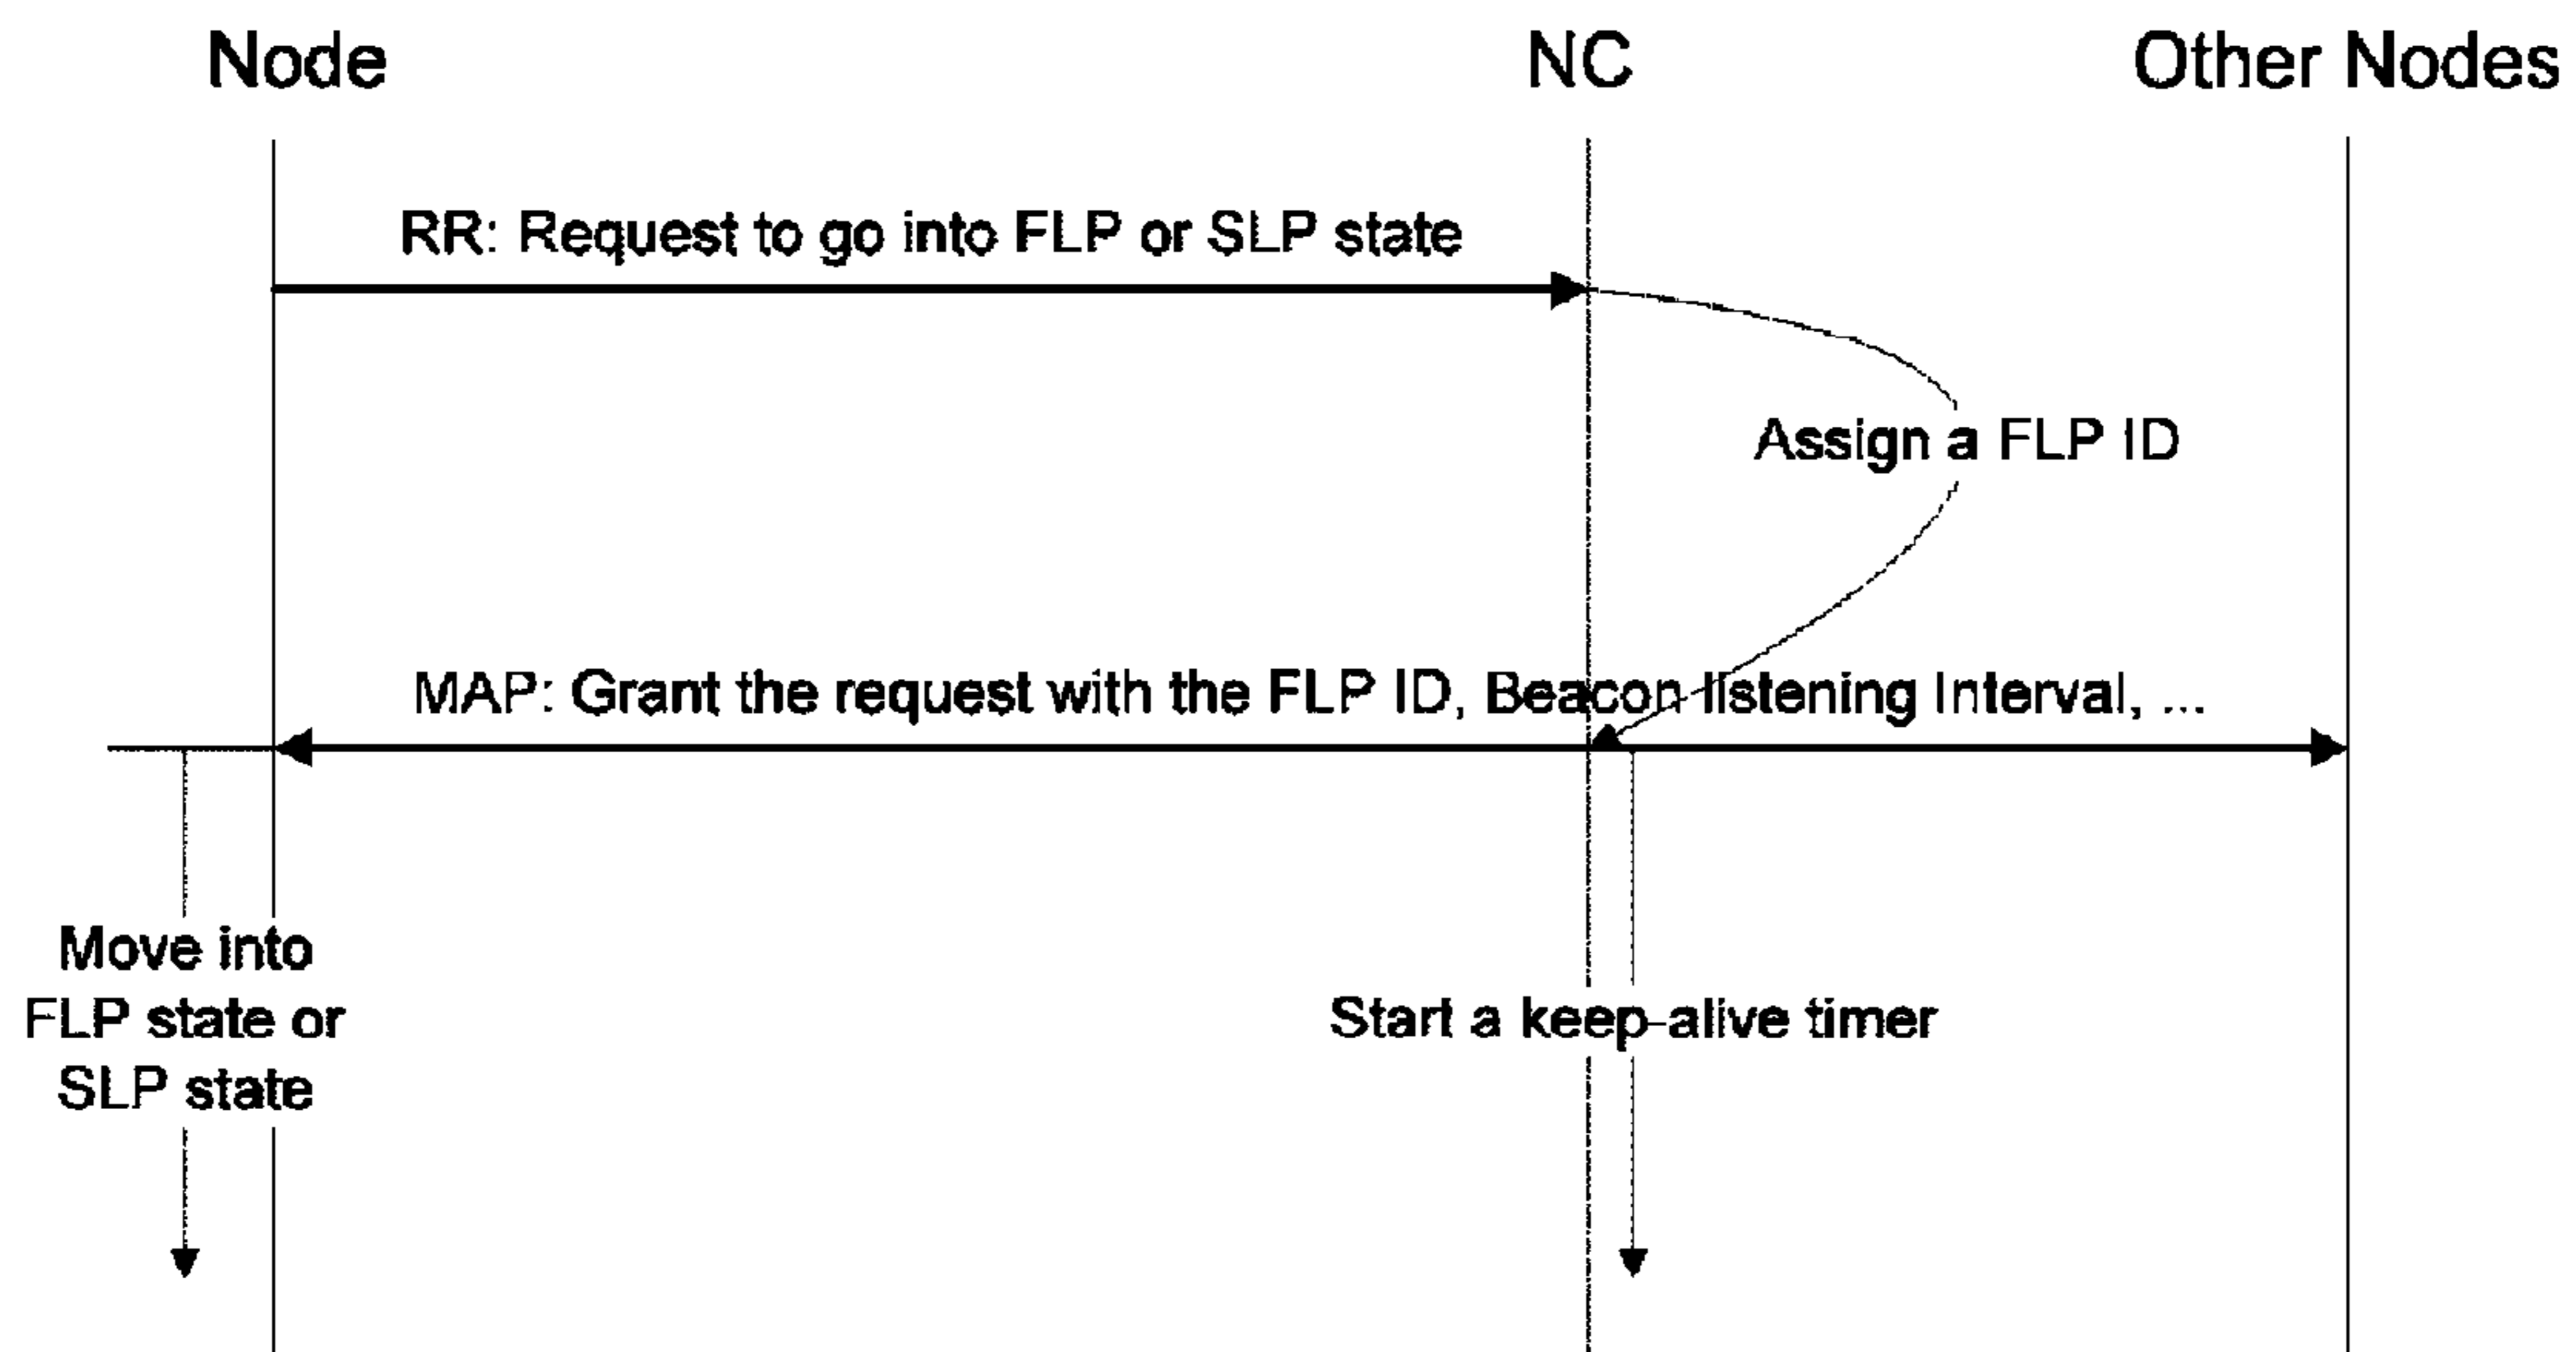 Node
NC
Other Nodes
RR: Request to go into FLP or SLP state
Assign a FLP ID
MAP: Grant the request with the FLP ID, Beacon listening Interval, ...
Move into
FLP state or
SLP state
Start a keep-alive timer